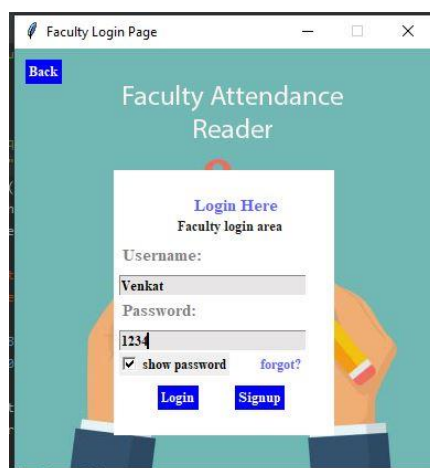 Faculty Login Page
Back
Faculty Attendance
Reader
Login Here
Faculty login area
Username:
Venkat
Password:
1234
show password forgot?
Login Signup